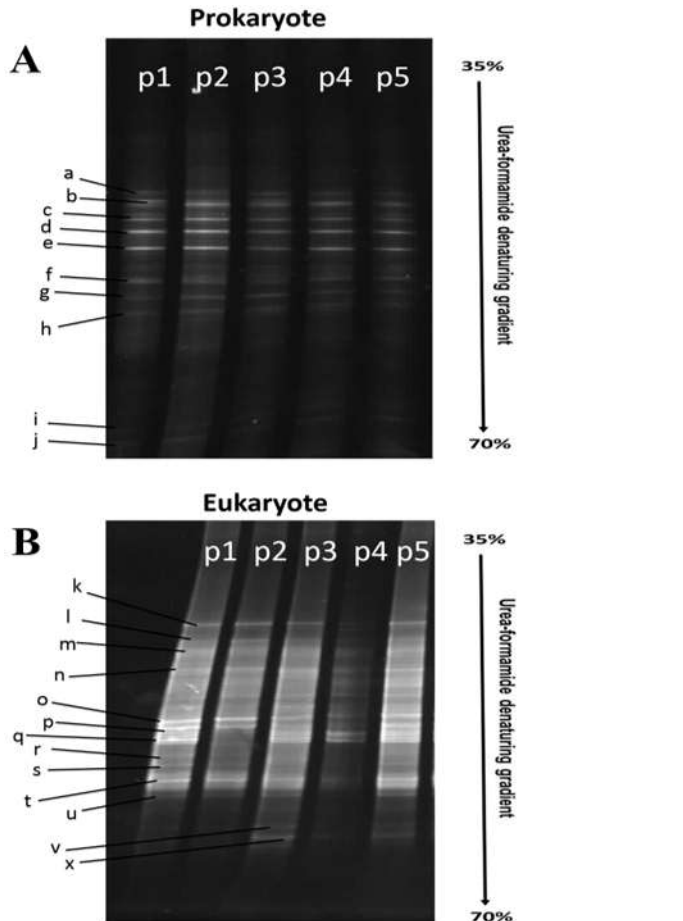 Prokaryote
A
p1 p2 p3 p4 p5
35%
a
b
c
d
e
f
g
h
i
j
Urea-formamide denaturing gradient
70%
Eukaryote
B
p1 p2 p3 p4 p5
35%
k
l
m
n
o
p
q
r
s
t
u
v
x
Urea-formamide denaturing gradient
70%